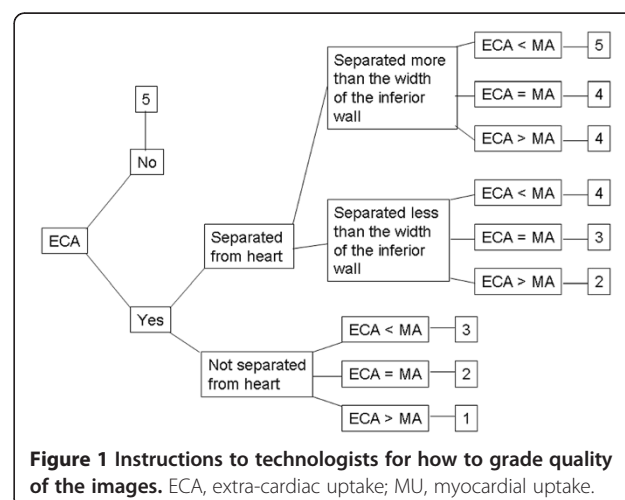 5
No
ECA
Yes
Separated
from heart
Separated more
than the width
of the inferior
wall
ECA < MA
5
ECA = MA
4
ECA > MA
4
Separated less
than the width
of the inferior
wall
ECA < MA
4
ECA = MA
3
ECA > MA
2
Not separated
from heart
ECA < MA
3
ECA = MA
2
ECA > MA
1
Figure 1 Instructions to technologists for how to grade quality
of the images. ECA, extra-cardiac uptake; MU, myocardial uptake.